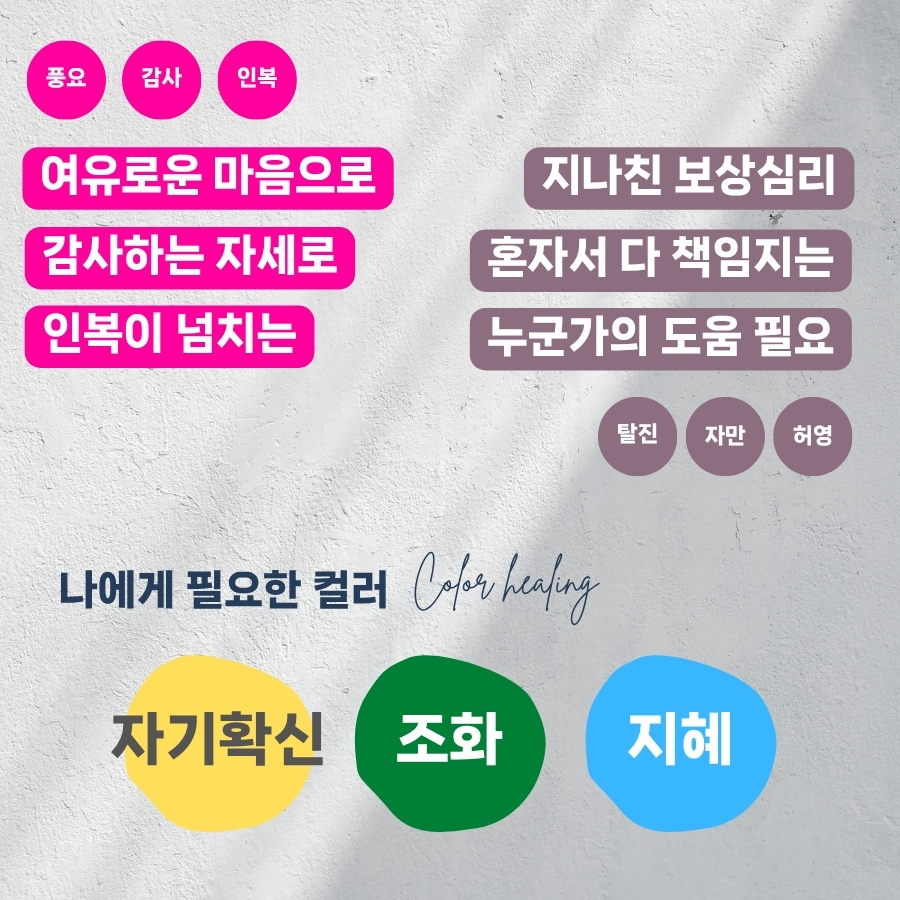 풍요 감사 인복
여유로운 마음으로
감사하는 자세로
인복이 넘치는
지나친 보상심리
혼자서 다 책임지는
누군가의 도움 필요
탈진 자만 허영
나에게 필요한 컬러 Color healing
자기확신 조화 지혜